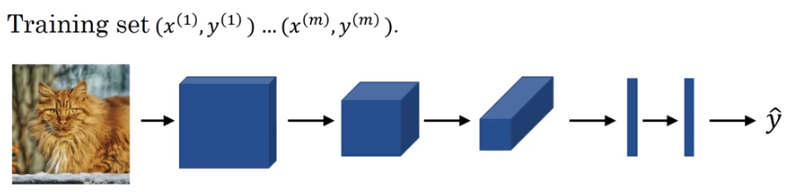 Training set (x⁽¹⁾, y⁽¹⁾) ... (x⁽ᵐ⁾, y⁽ᵐ⁾).
ŷ